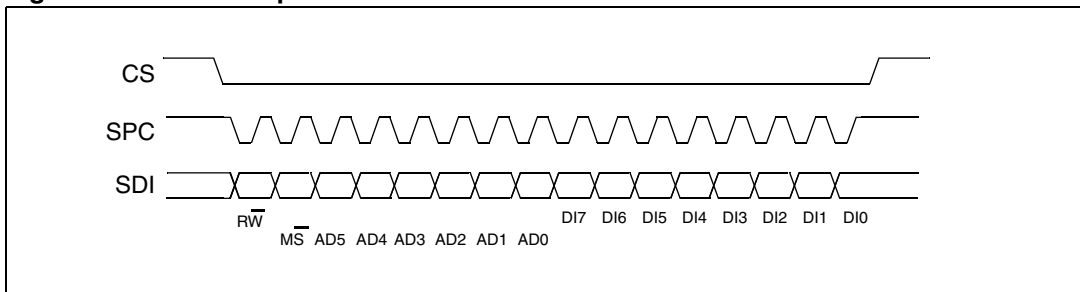 CS
SPC
SDI
RW̅ DI7 DI6 DI5 DI4 DI3 DI2 DI1 DI0
MS̅ AD5 AD4 AD3 AD2 AD1 AD0